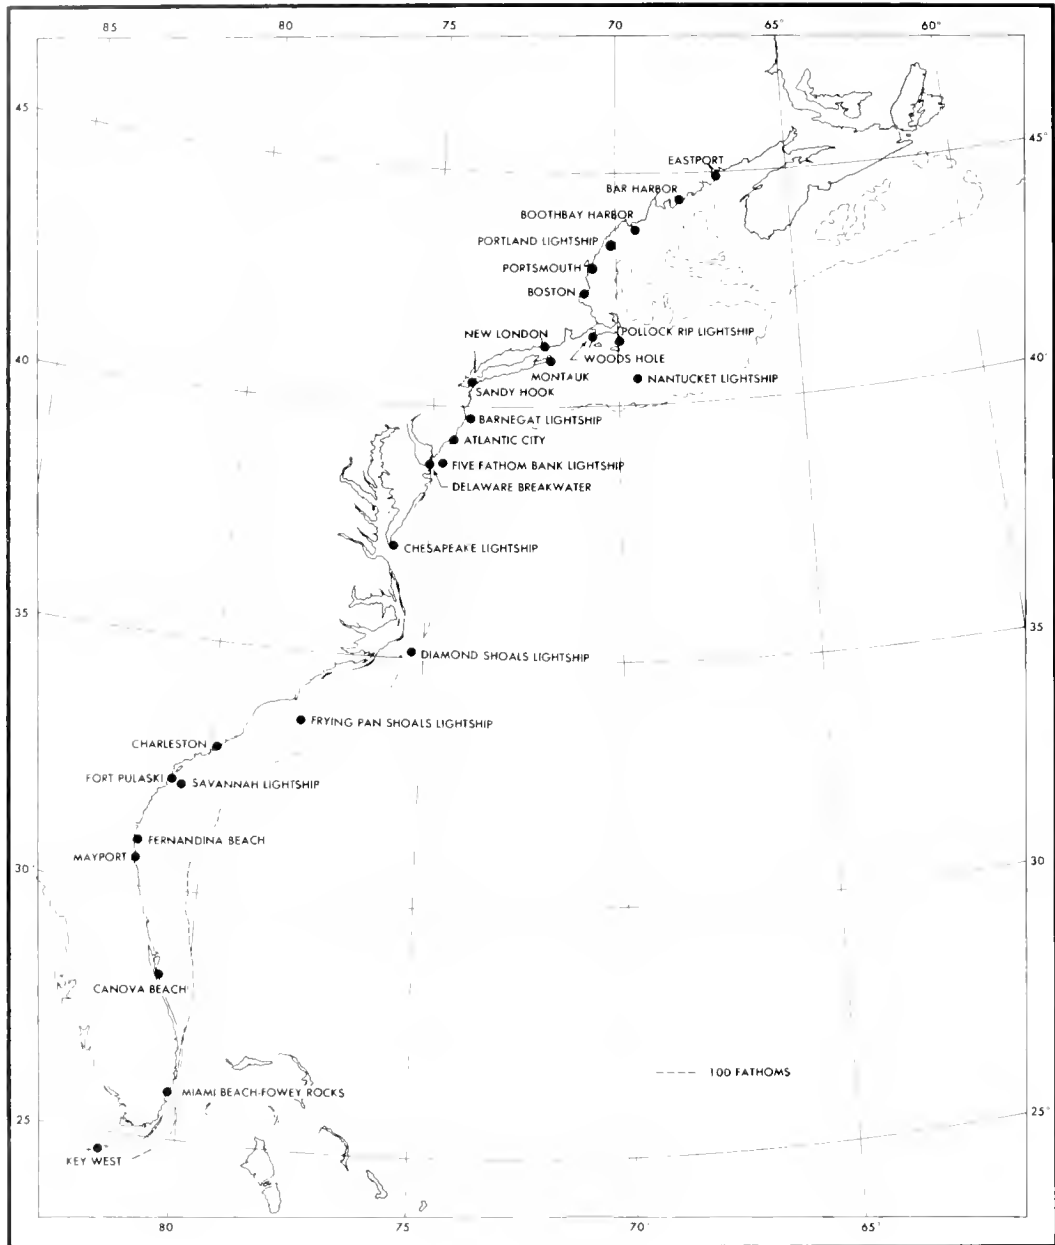 85 80 75 70 65° 60°
45
45°
EASTPORT
BAR HARBOR
BOOTHBAY HARBOR
PORTLAND LIGHTSHIP
PORTSMOUTH
BOSTON
NEW LONDON
POLLOCK RIP LIGHTSHIP
WOODS HOLE
40
40°
MONTAUK
NANTUCKET LIGHTSHIP
SANDY HOOK
BARNEGAT LIGHTSHIP
ATLANTIC CITY
FIVE FATHOM BANK LIGHTSHIP
DELAWARE BREAKWATER
CHESAPEAKE LIGHTSHIP
35
35°
DIAMOND SHOALS LIGHTSHIP
FRYING PAN SHOALS LIGHTSHIP
CHARLESTON
FORT PULASKI
SAVANNAH LIGHTSHIP
FERNANDINA BEACH
MAYPORT
30°
30
CANOVA BEACH
100 FATHOMS
MIAMI BEACH-FOWEY ROCKS
25
25°
KEY WEST
80 75 70° 65°